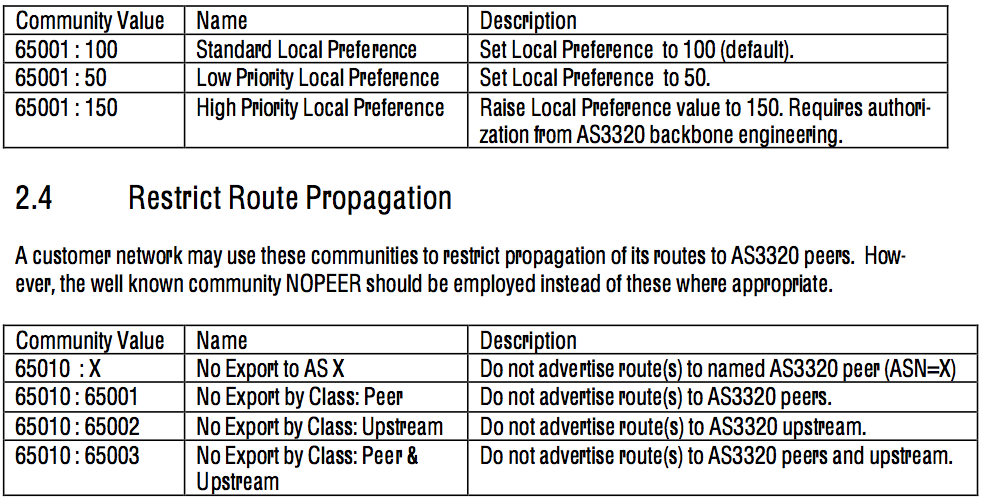 Community Value Name Description
65001 : 100 Standard Local Preference Set Local Preference to 100 (default).
65001 : 50 Low Priority Local Preference Set Local Preference to 50.
65001 : 150 High Priority Local Preference Raise Local Preference value to 150. Requires authori-
zation from AS3320 backbone engineering.
2.4 Restrict Route Propagation
A customer network may use these communities to restrict propagation of its routes to AS3320 peers. How-
ever, the well known community NOPEER should be employed instead of these where appropriate.
Community Value Name Description
65010 : X No Export to AS X Do not advertise route(s) to named AS3320 peer (ASN=X)
65010 : 65001 No Export by Class: Peer Do not advertise route(s) to AS3320 peers.
65010 : 65002 No Export by Class: Upstream Do not advertise route(s) to AS3320 upstream.
65010 : 65003 No Export by Class: Peer & Do not advertise route(s) to AS3320 peers and upstream.
Upstream